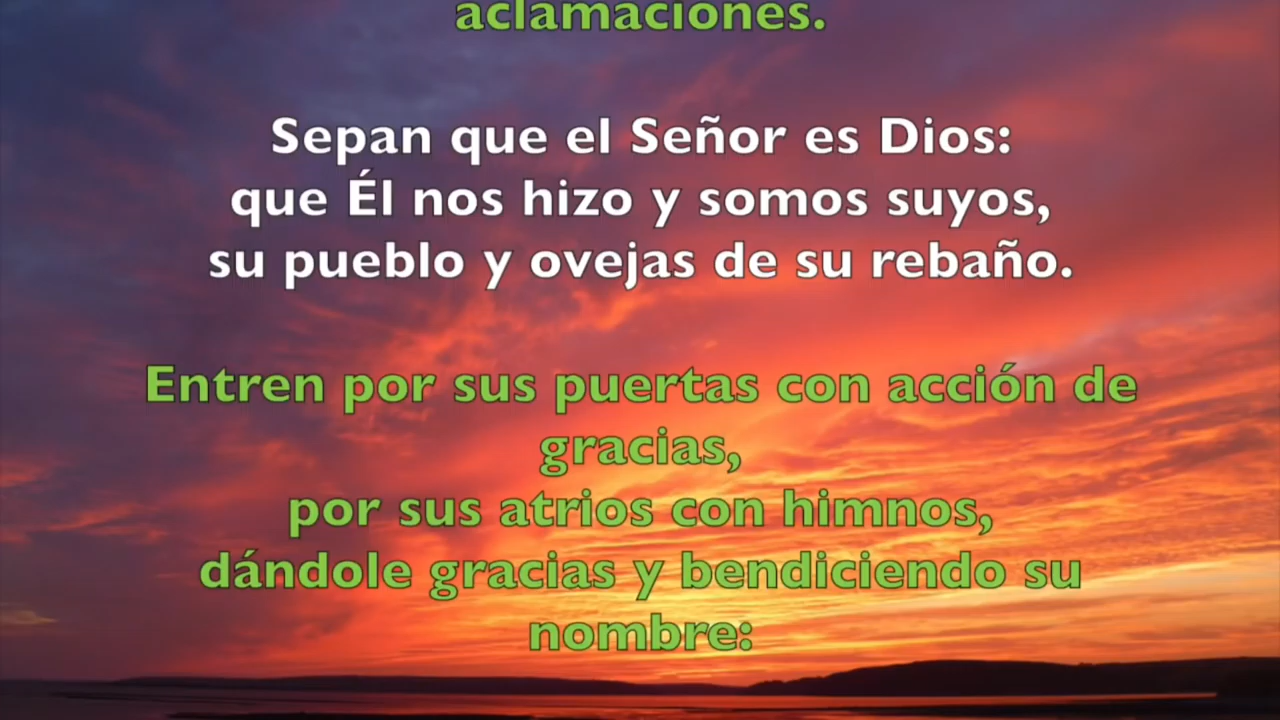 aclamaciones.
Sepan que el Señor es Dios:
que Él nos hizo y somos suyos,
su pueblo y ovejas de su rebaño.
Entren por sus puertas con acción de
gracias,
por sus atrios con himnos,
dándole gracias y bendiciendo su
nombre: